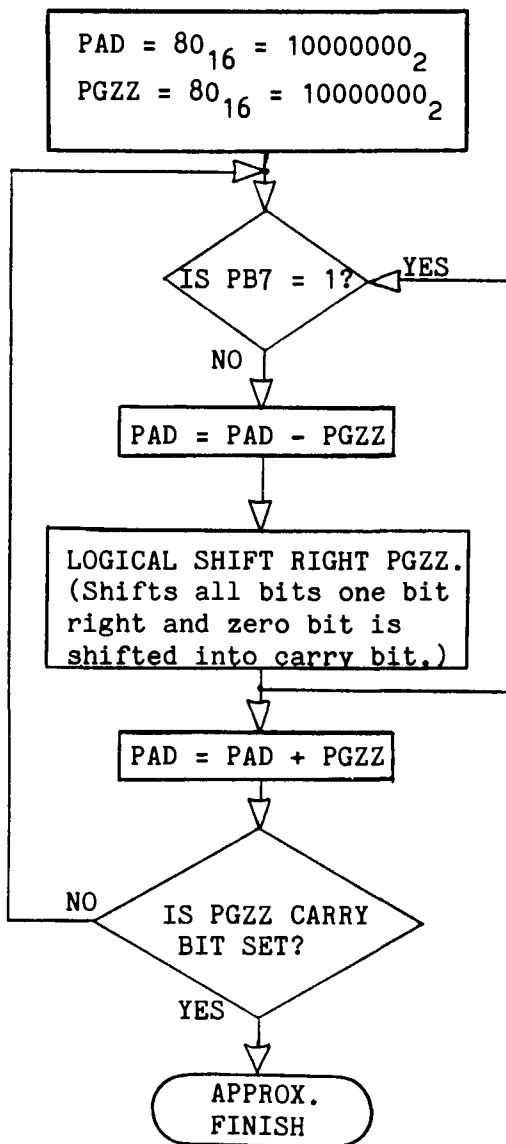 PAD = 80₁₆ = 10000000₂
PGZZ = 80₁₆ = 10000000₂
IS PB7 = 1?
YES
NO
PAD = PAD - PGZZ
LOGICAL SHIFT RIGHT PGZZ.
(Shifts all bits one bit
right and zero bit is
shifted into carry bit.)
PAD = PAD + PGZZ
NO
IS PGZZ CARRY
BIT SET?
YES
APPROX.
FINISH